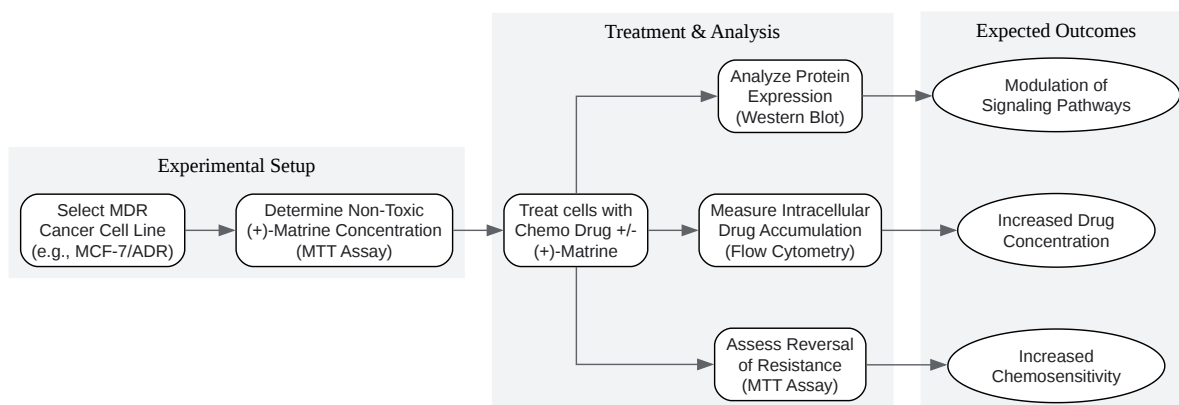 Experimental Setup
Select MDR
Cancer Cell Line
(e.g., MCF-7/ADR)
Determine Non-Toxic
(+)-Matrine Concentration
(MTT Assay)
Treatment & Analysis
Treat cells with
Chemo Drug +/-
(+)-Matrine
Analyze Protein
Expression
(Western Blot)
Measure Intracellular
Drug Accumulation
(Flow Cytometry)
Assess Reversal
of Resistance
(MTT Assay)
Expected Outcomes
Modulation of
Signaling Pathways
Increased Drug
Concentration
Increased
Chemosensitivity